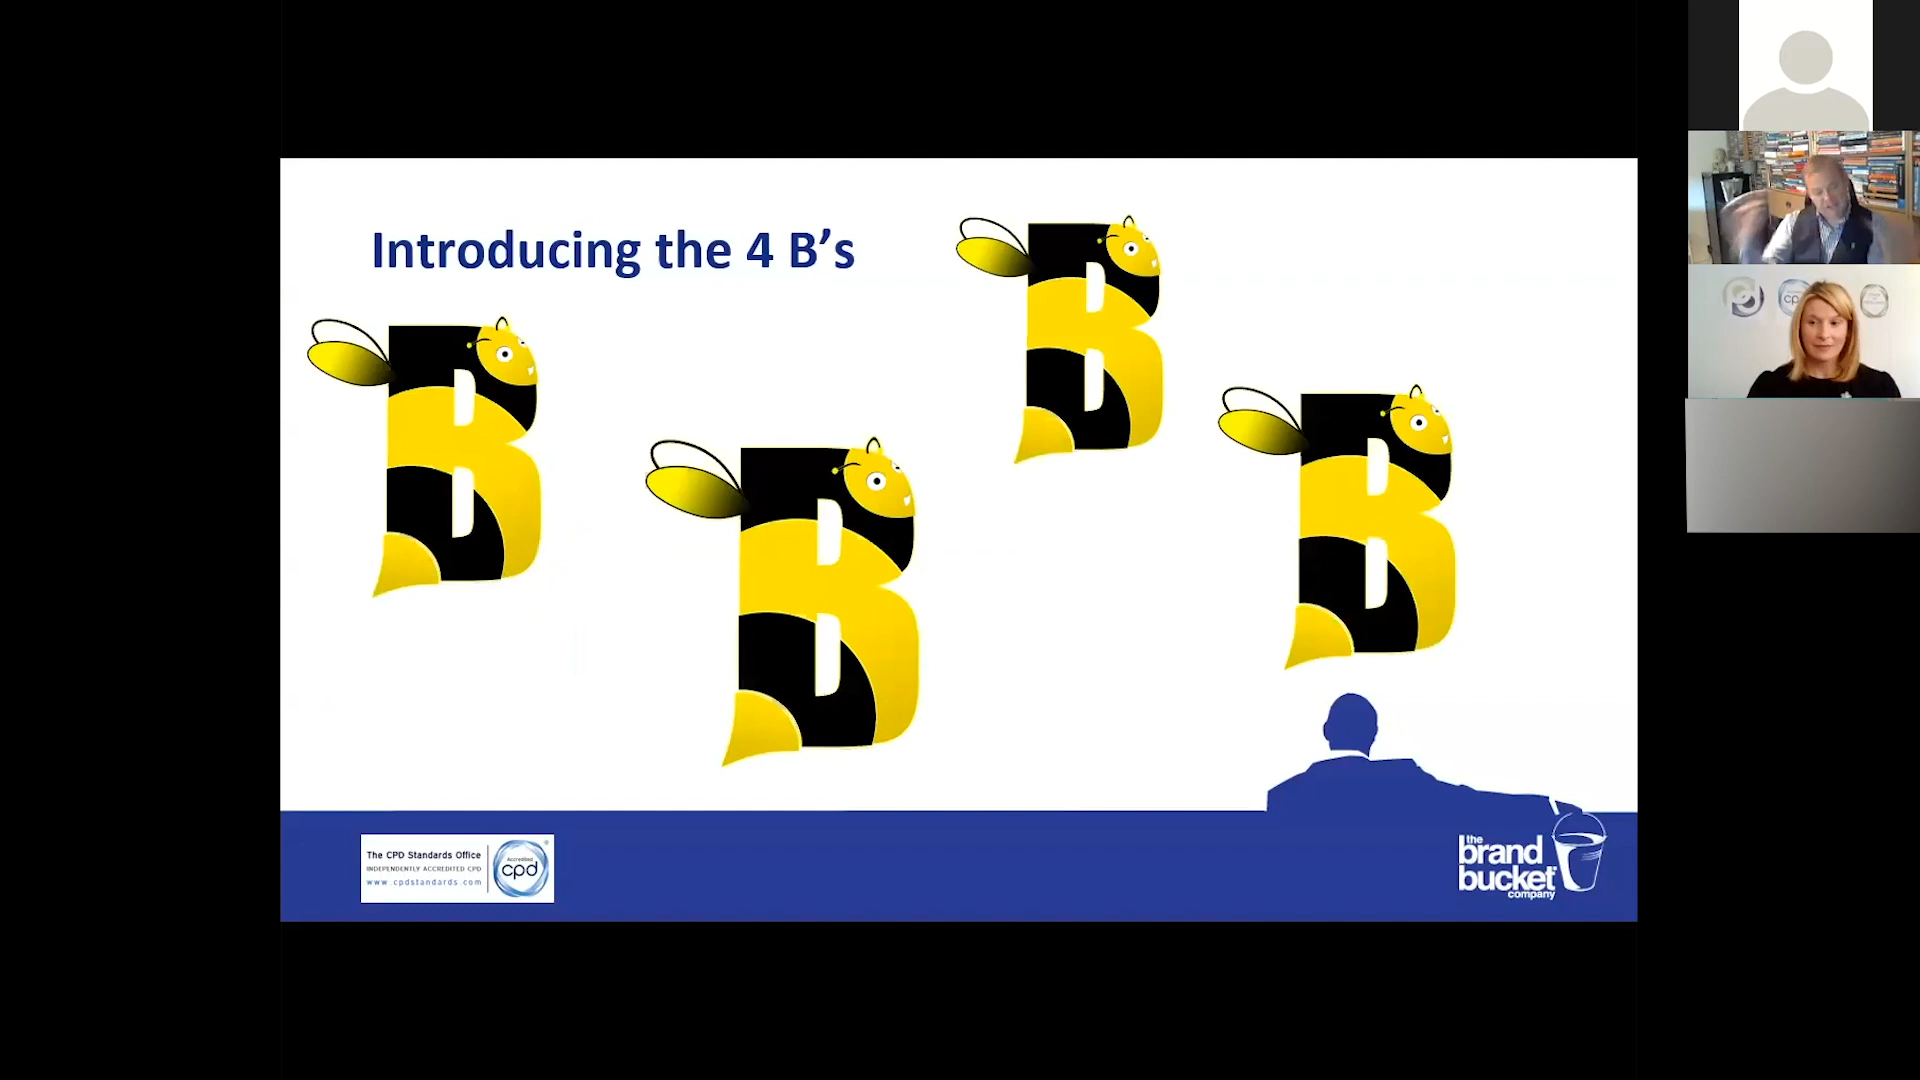 Introducing the 4 B's
B
B
B
B
The CPD Standards Office
INDEPENDENTLY ACCREDITED CPD
www.cpdstandards.com
Accredited
cpd
the
brand
bucket
company
cp